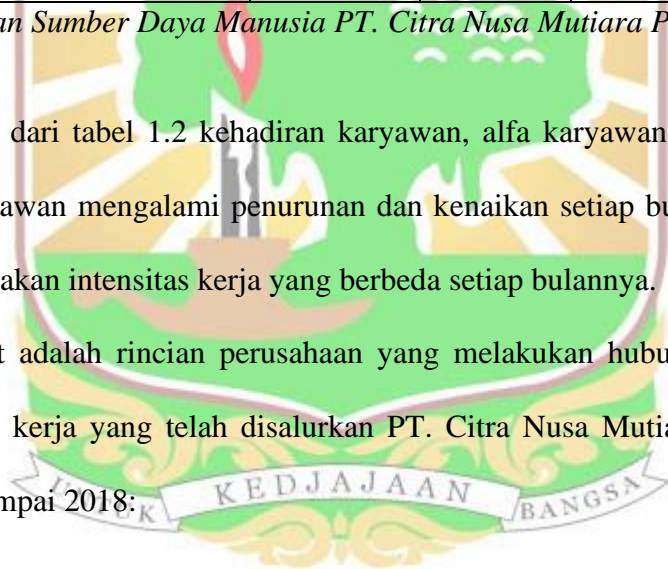 an Sumber Daya Manusia PT. Citra Nusa Mutiara P
dari tabel 1.2 kehadiran karyawan, alfa karyawan
awan mengalami penurunan dan kenaikan setiap bu
akan intensitas kerja yang berbeda setiap bulannya.
t adalah rincian perusahaan yang melakukan hubu
kerja yang telah disalurkan PT. Citra Nusa Mutia
mpai 2018:
UNTUK KEDJAJAAN BANGSA